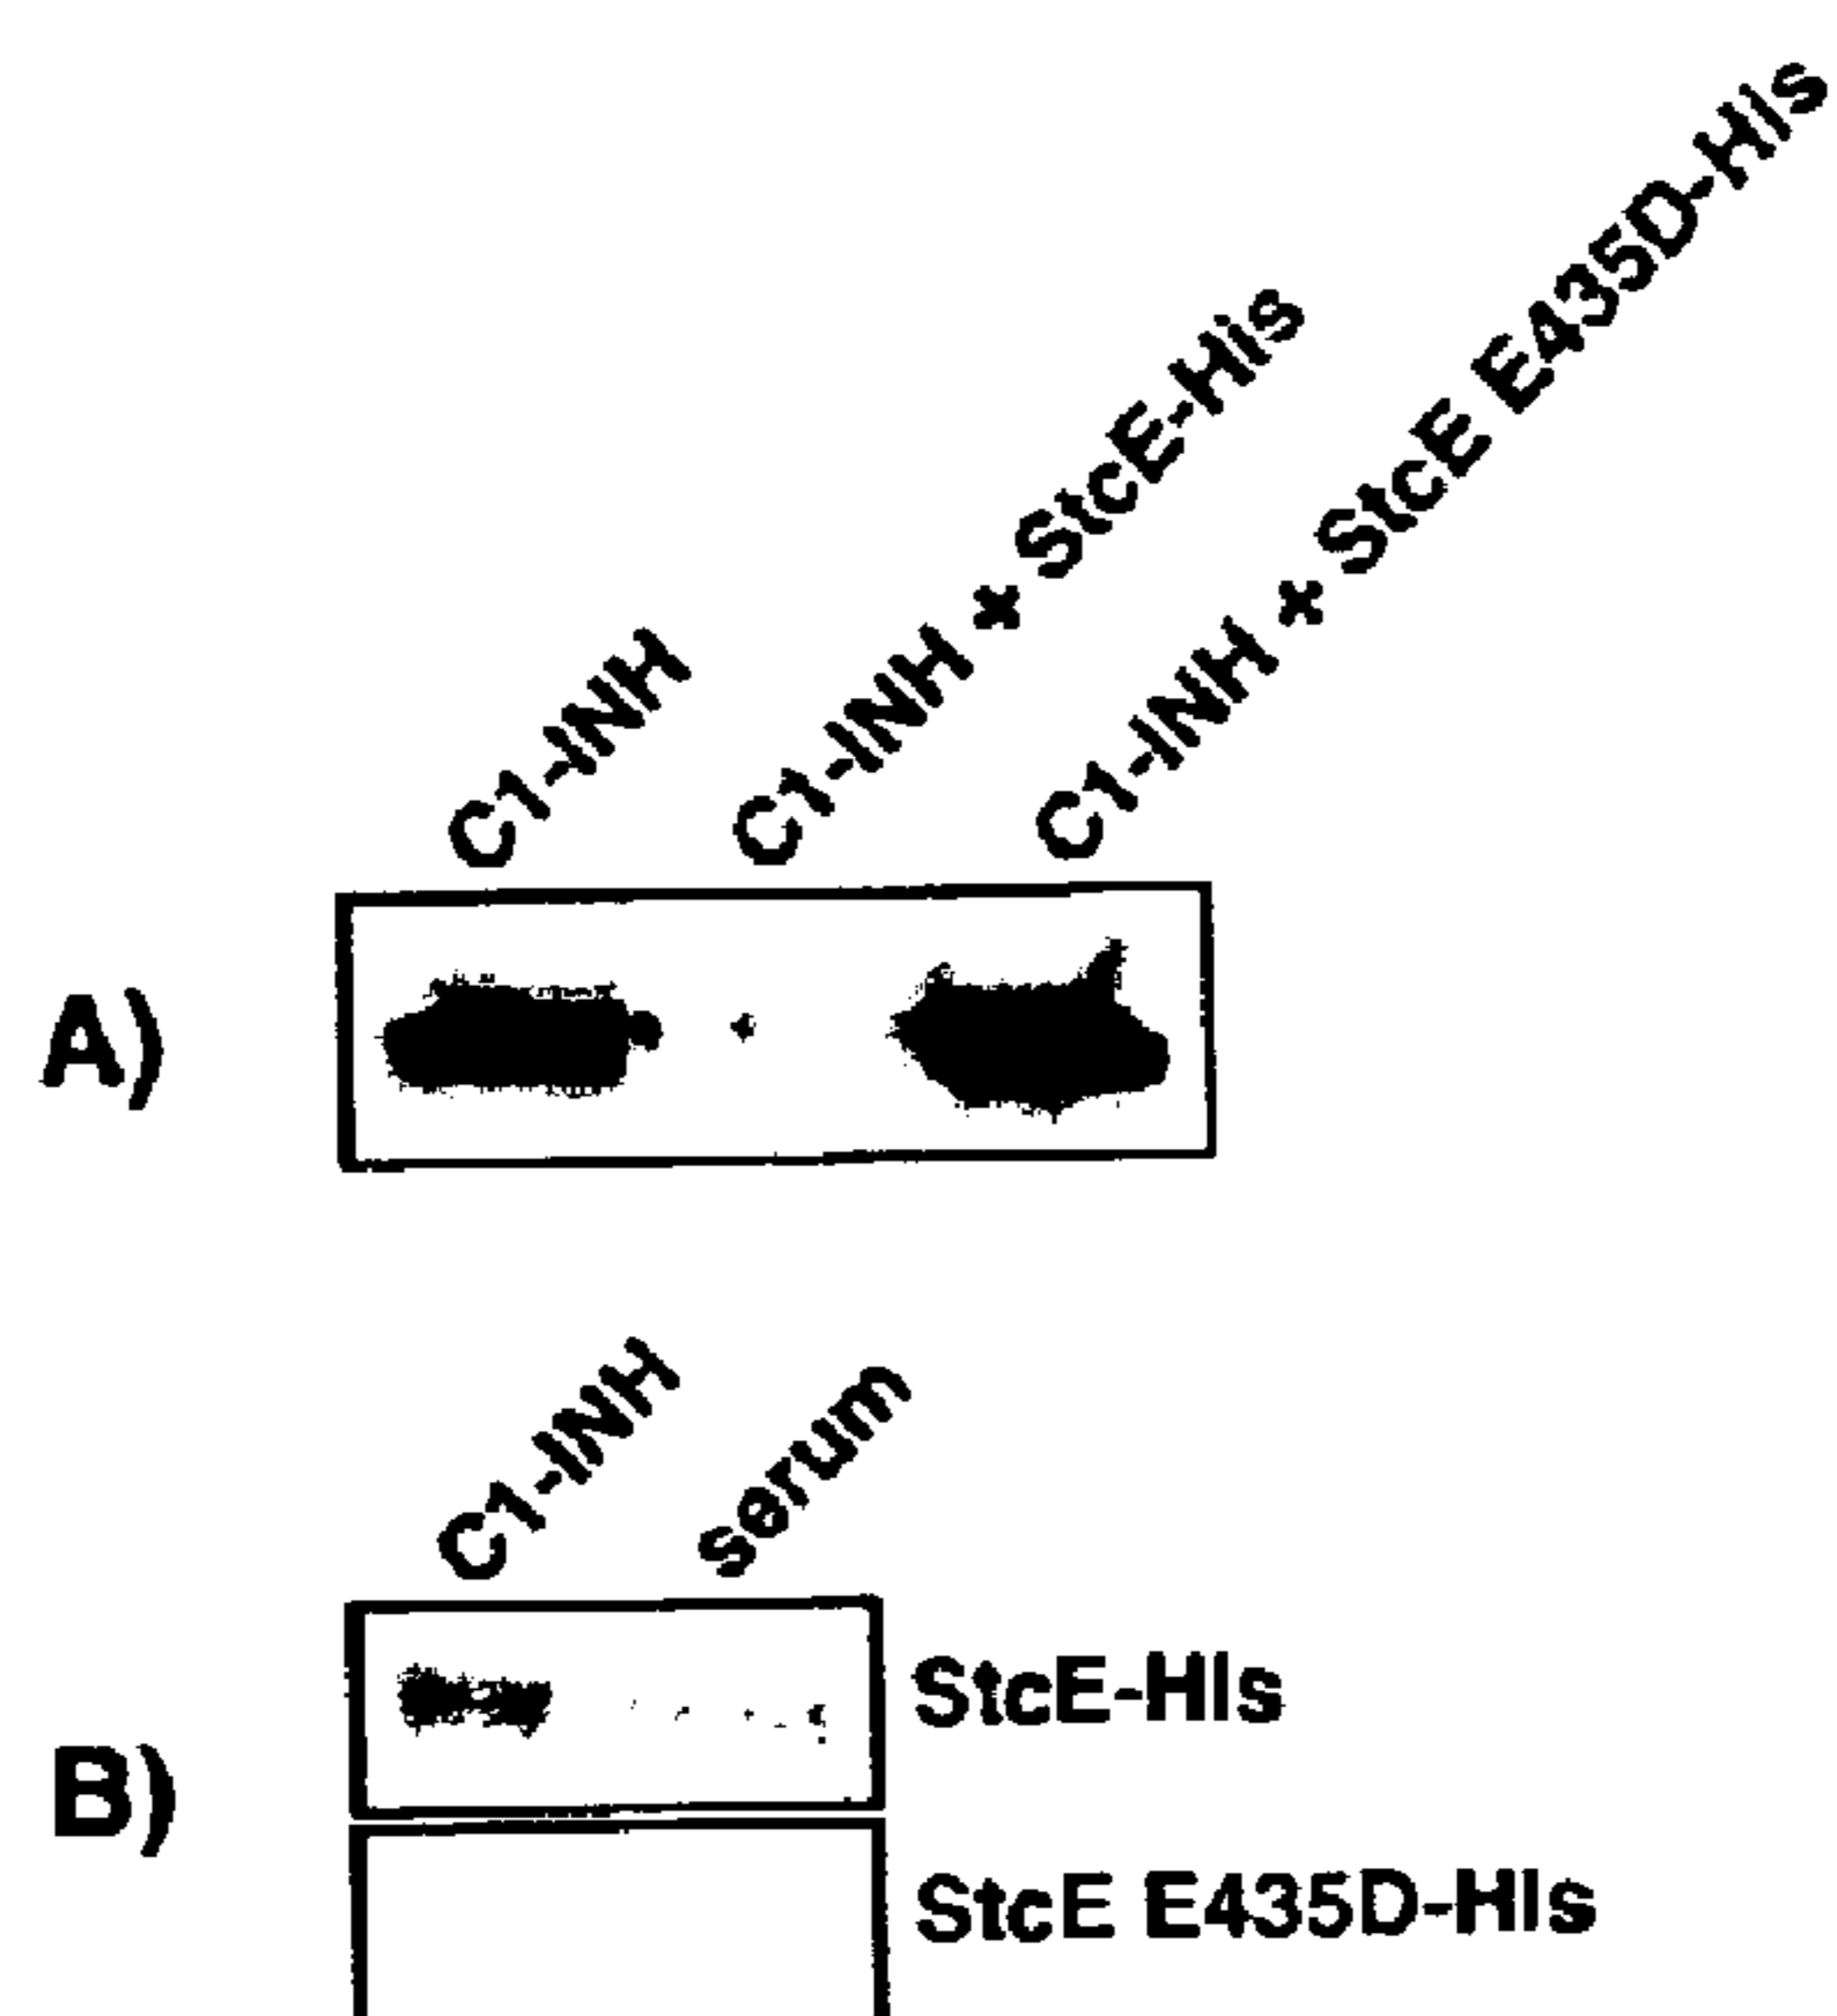 C1-INH
C1-INH + StcE-His
C1-INH + StcE E435D-His
A)
C1-INH
serum
B)
StcE-His
StcE E435D-His